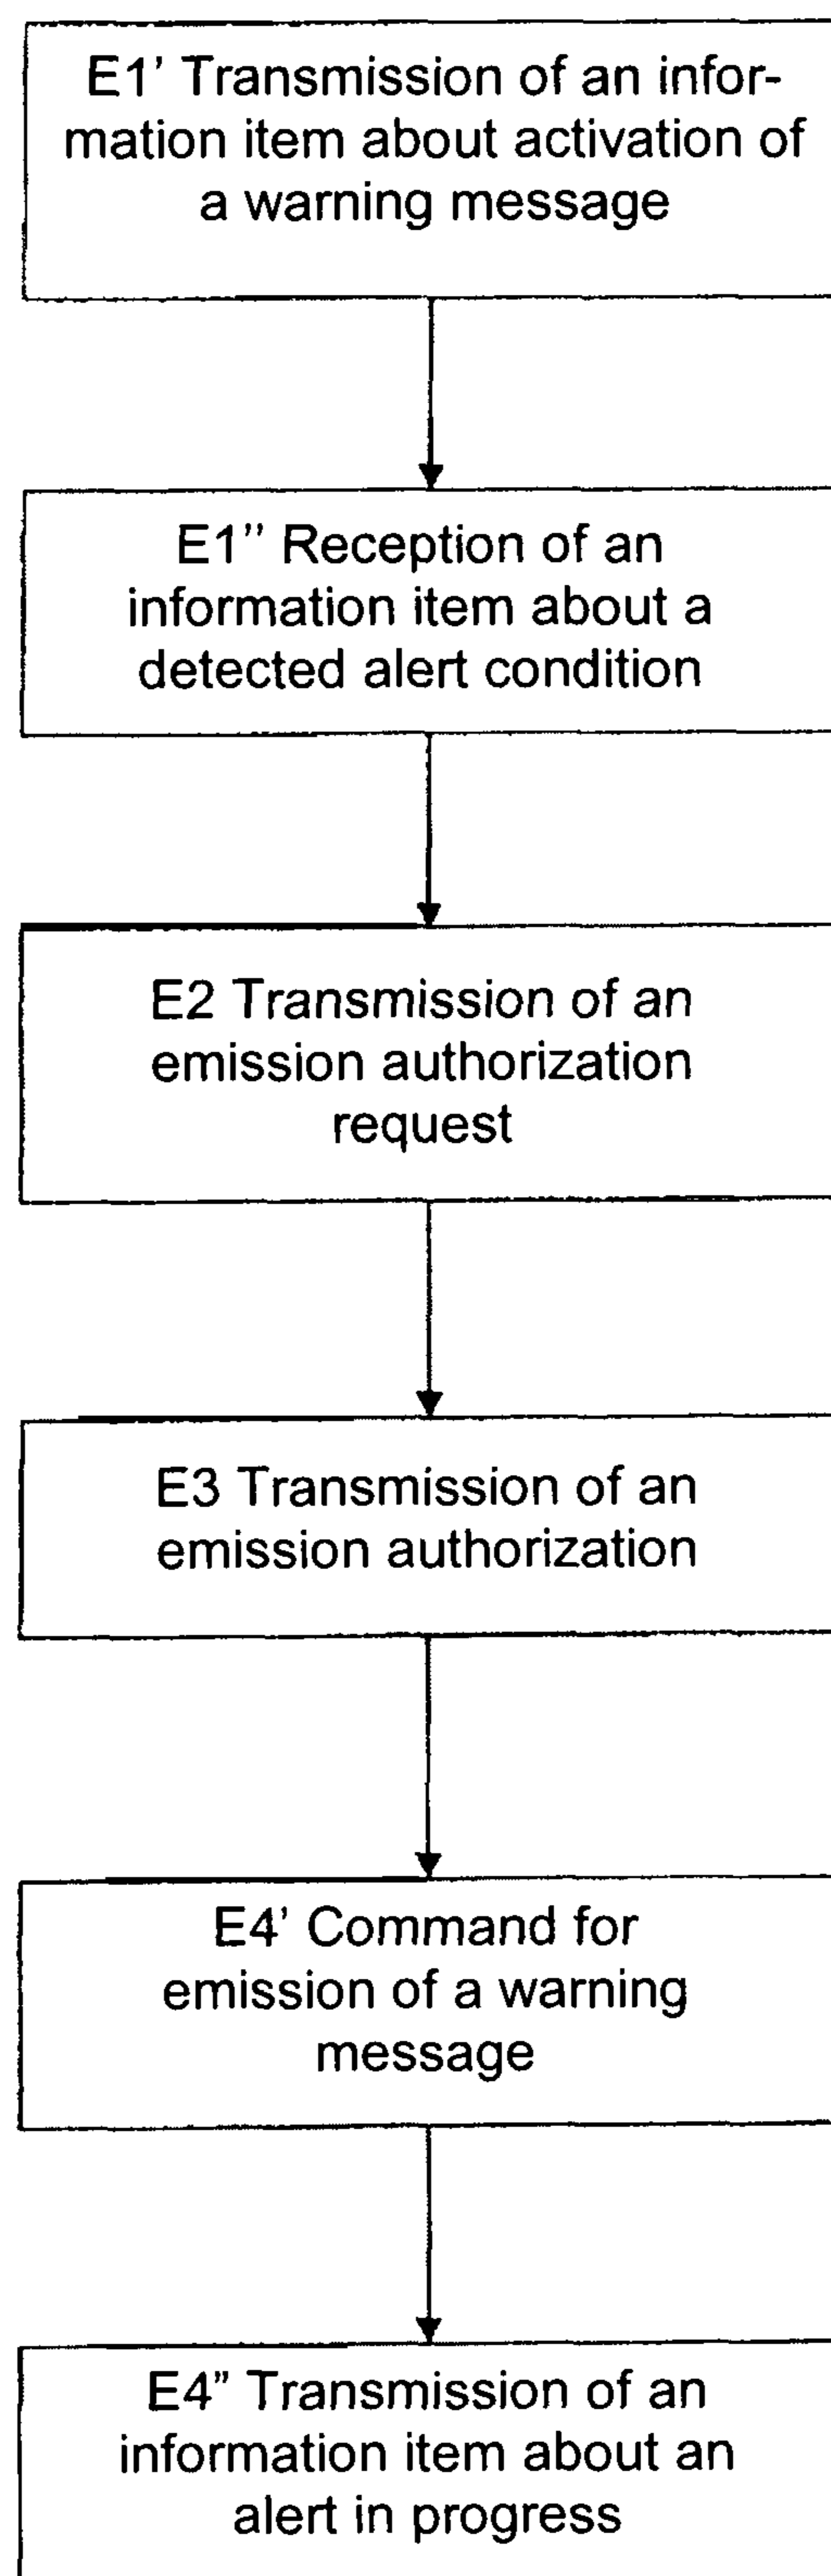 E1' Transmission of an infor-
mation item about activation of
a warning message
E1'' Reception of an
information item about a
detected alert condition
E2 Transmission of an
emission authorization
request
E3 Transmission of an
emission authorization
E4' Command for
emission of a warning
message
E4" Transmission of an
information item about an
alert in progress